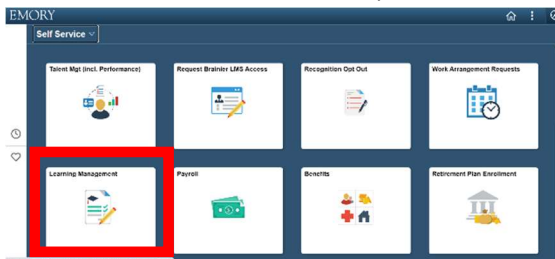 EMORY
Self Service
Talent Mgt (incl. Performance)
Request Brainier LMS Access
Recognition Opt Out
Work Arrangement Requests
Learning Management
Payroll
Benefits
Retirement Plan Enrollment